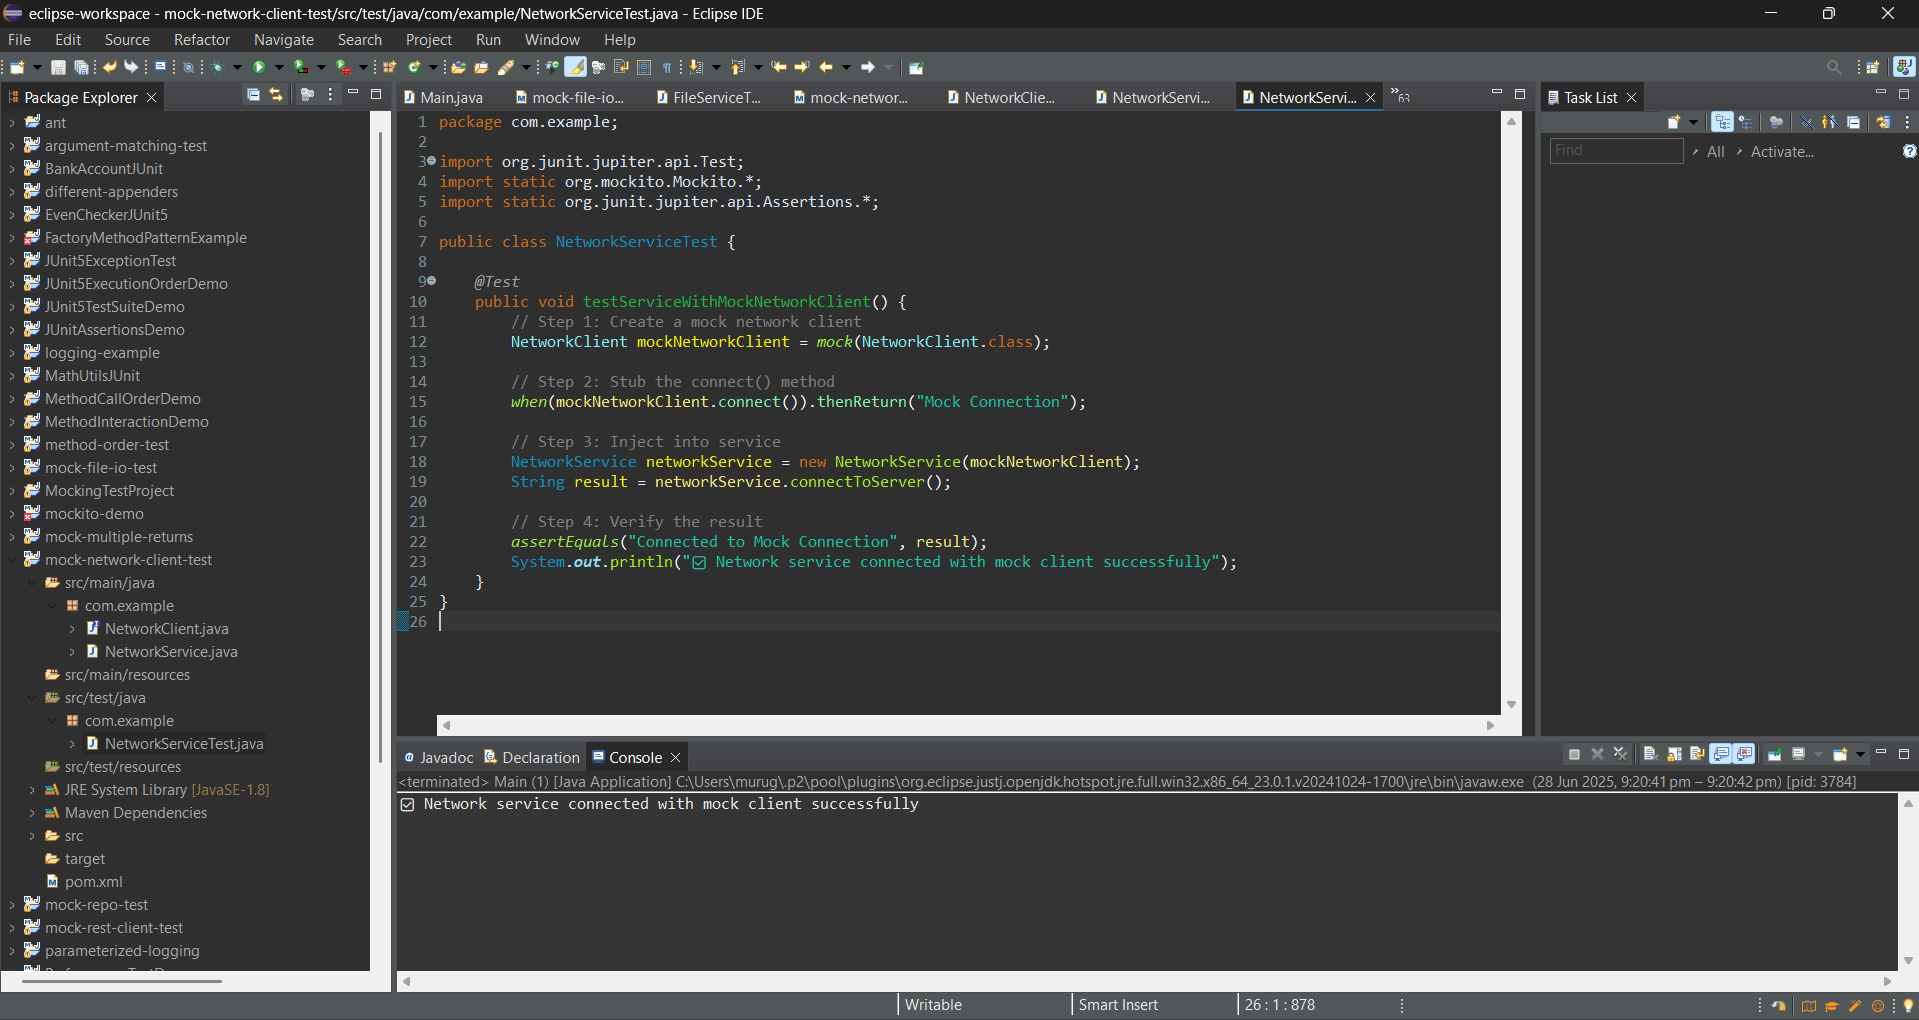 eclipse-workspace - mock-network-client-test/src/test/java/com/example/NetworkServiceTest.java - Eclipse IDE
File Edit Source Refactor Navigate Search Project Run Window Help
Package Explorer
ant
argument-matching-test
BankAccountJUnit
different-appenders
EvenCheckerJUnit5
FactoryMethodPatternExample
JUnit5ExceptionTest
JUnit5ExecutionOrderDemo
JUnit5TestSuiteDemo
JUnitAssertionsDemo
logging-example
MathUtilsJUnit
MethodCallOrderDemo
MethodInteractionDemo
method-order-test
mock-file-io-test
MockingTestProject
mockito-demo
mock-multiple-returns
mock-network-client-test
src/main/java
com.example
NetworkClient.java
NetworkService.java
src/main/resources
src/test/java
com.example
NetworkServiceTest.java
src/test/resources
JRE System Library [JavaSE-1.8]
Maven Dependencies
src
target
pom.xml
mock-repo-test
mock-rest-client-test
parameterized-logging
Main.java mock-file-io... FileServiceT... mock-networ... NetworkClie... NetworkServi... NetworkServi... »63
1 package com.example;
2
3 import org.junit.jupiter.api.Test;
4 import static org.mockito.Mockito.*;
5 import static org.junit.jupiter.api.Assertions.*;
6
7 public class NetworkServiceTest {
8
9 @Test
10 public void testServiceWithMockNetworkClient() {
11 // Step 1: Create a mock network client
12 NetworkClient mockNetworkClient = mock(NetworkClient.class);
13
14 // Step 2: Stub the connect() method
15 when(mockNetworkClient.connect()).thenReturn("Mock Connection");
16
17 // Step 3: Inject into service
18 NetworkService networkService = new NetworkService(mockNetworkClient);
19 String result = networkService.connectToServer();
20
21 // Step 4: Verify the result
22 assertEquals("Connected to Mock Connection", result);
23 System.out.println("☑ Network service connected with mock client successfully");
24 }
25 }
26
Task List
Find All Activate...
Javadoc Declaration Console
<terminated> Main (1) [Java Application] C:\Users\murug\.p2\pool\plugins\org.eclipse.justj.openjdk.hotspot.jre.full.win32.x86_64_23.0.1.v20241024-1700\jre\bin\javaw.exe (28 Jun 2025, 9:20:41 pm – 9:20:42 pm) [pid: 3784]
☑ Network service connected with mock client successfully
Writable Smart Insert 26 : 1 : 878